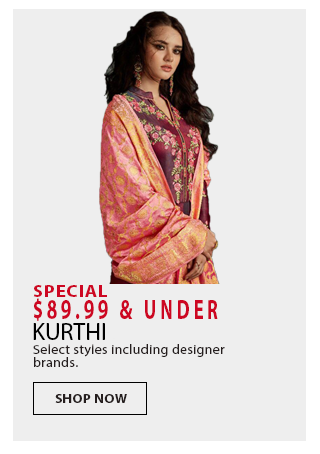 SPECIAL
$89.99 & UNDER
KURTHI
Select styles including designer
brands.
SHOP NOW